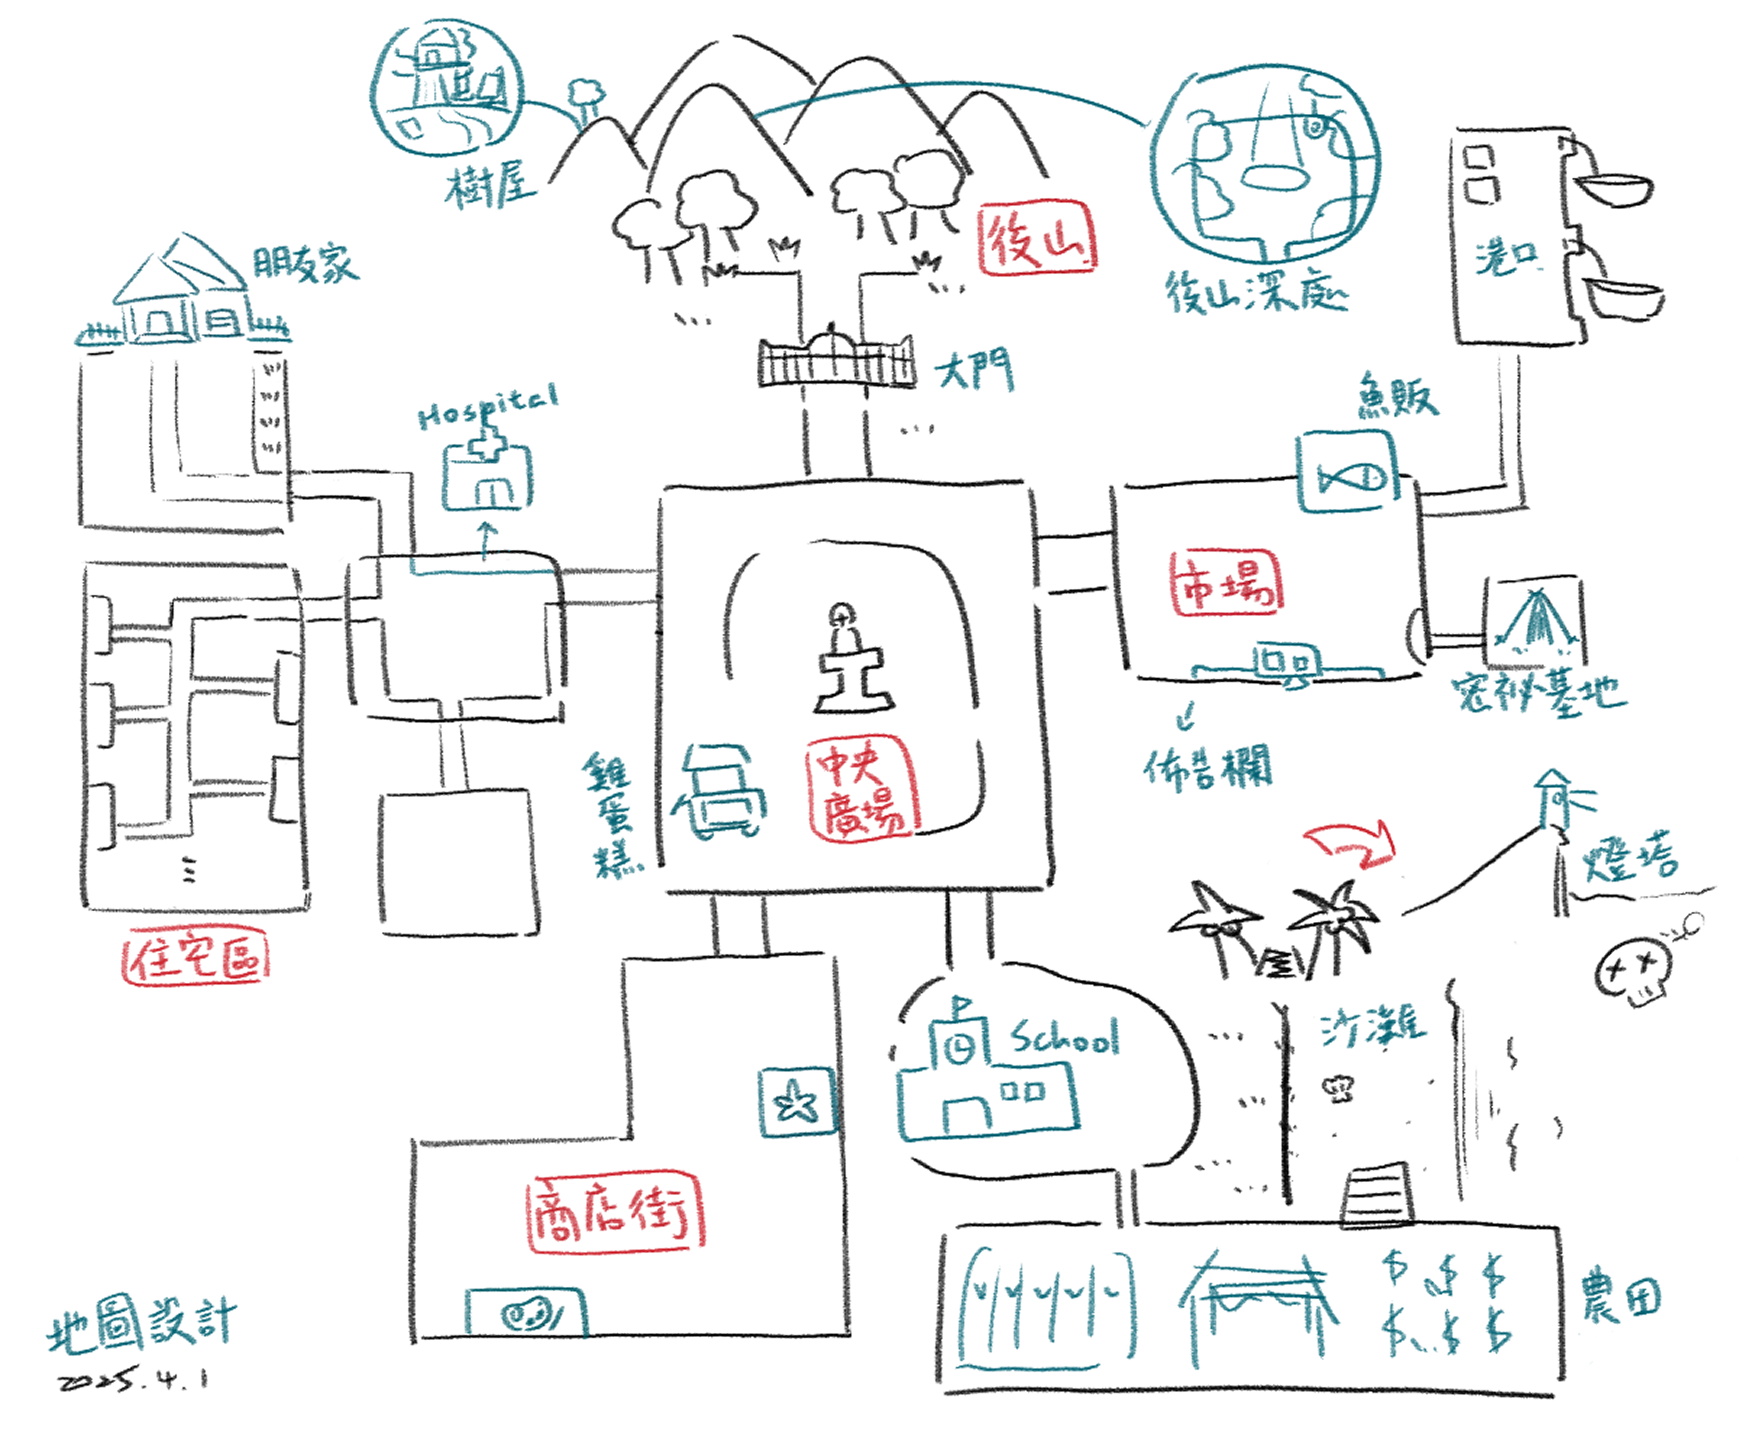 樹屋
後山
後山深處
港口
朋友家
大門
Hospital
魚販
市場
密祕基地
佈告欄
雞蛋糕
中央
廣場
燈塔
住宅區
School
沙灘
商店街
農田
地圖設計
2025.4.1